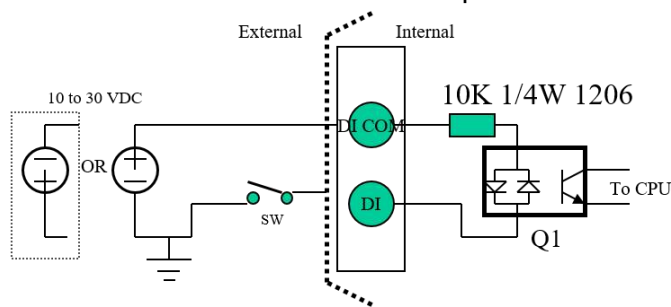 External
Internal
10 to 30 VDC
10K 1/4W 1206
DI COM
OR
DI
To CPU
SW
Q1